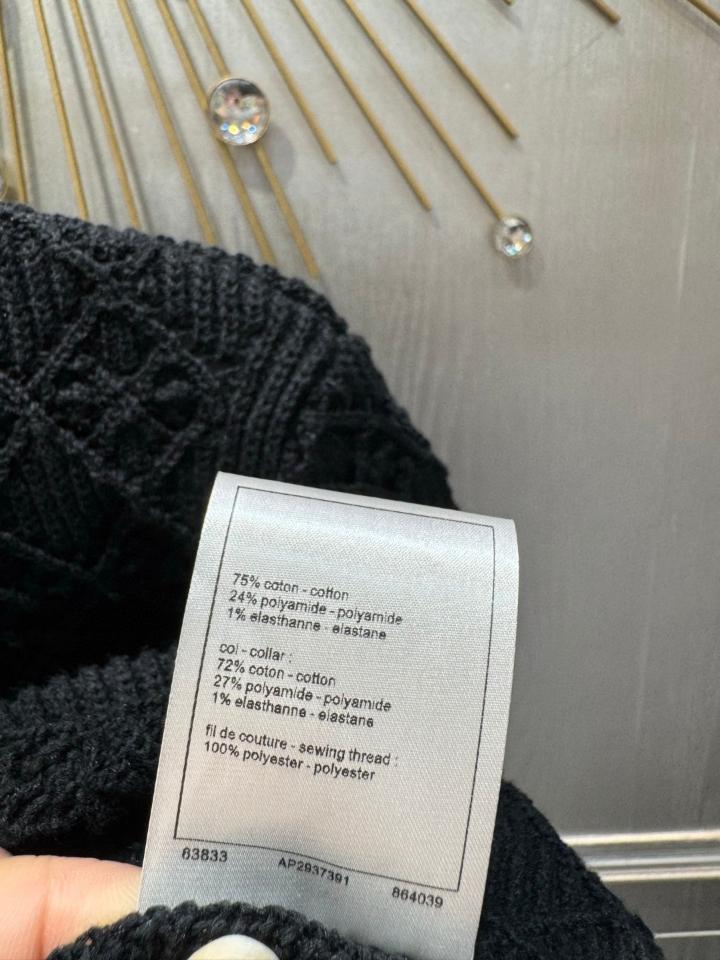 75% coton - cotton
24% polyamide - polyamide
1% elasthanne - elastane
col - collar :
72% coton - cotton
27% polyamide - polyamide
1% elasthanne - elastane
fil de couture - sewing thread :
100% polyester - polyester
63833 AP2937391 864039